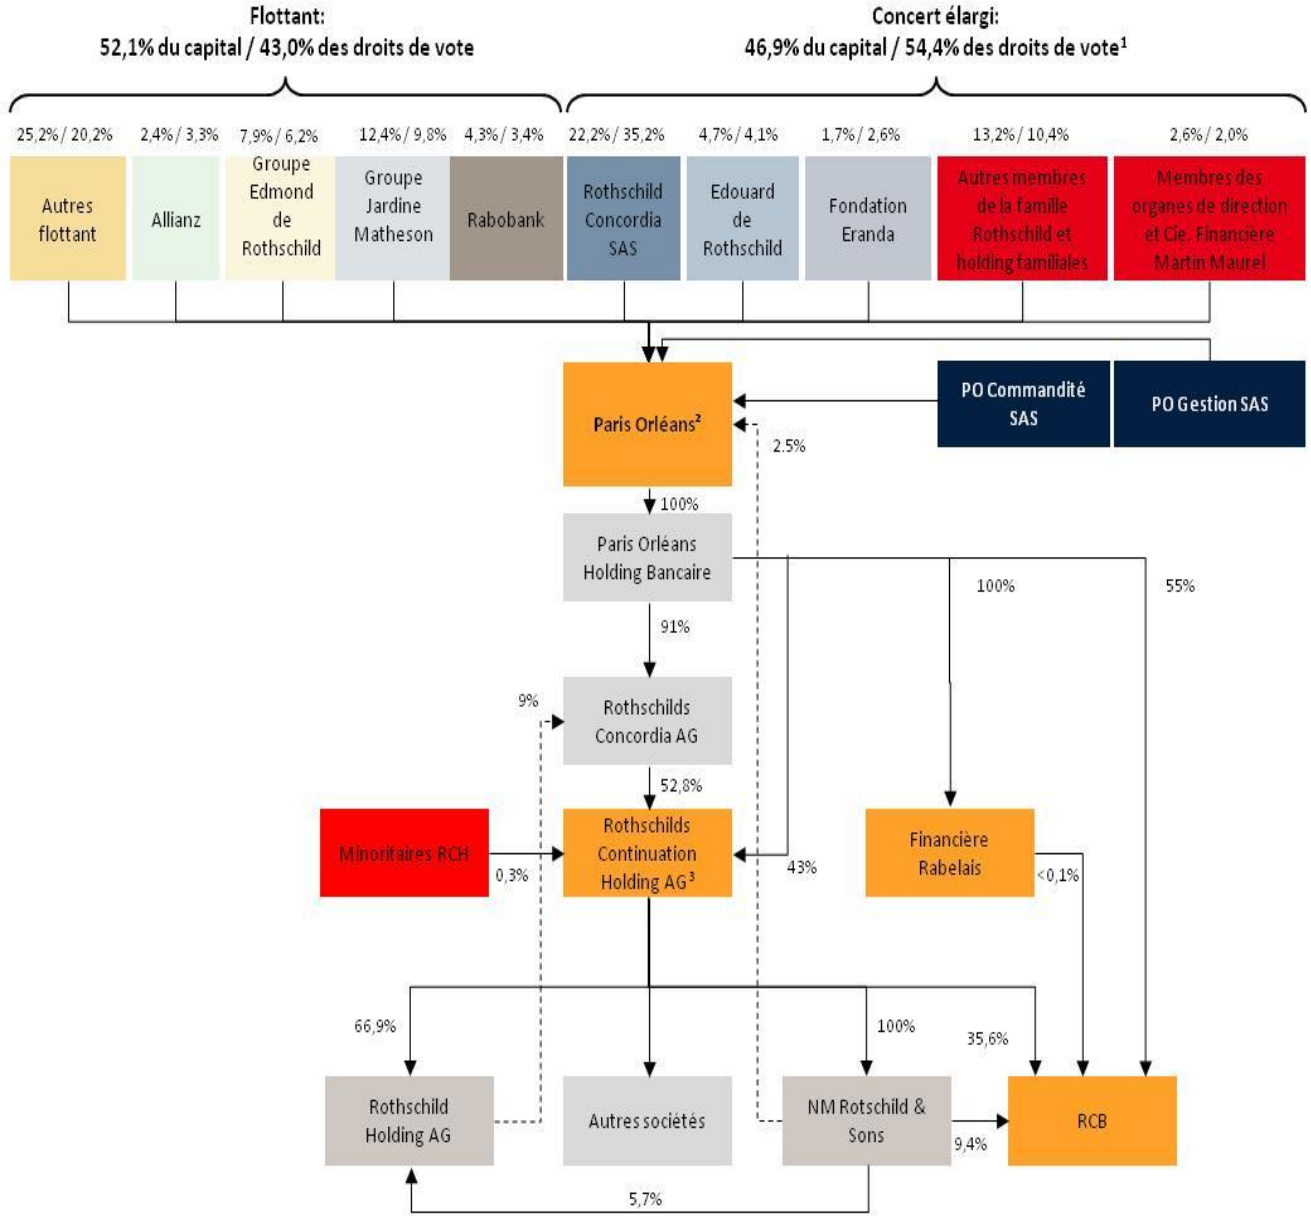 Flottant:
52,1% du capital / 43,0% des droits de vote
Concert élargi:
46,9% du capital / 54,4% des droits de vote¹
25,2% / 20,2%
2,4% / 3,3%
7,9% / 6,2%
12,4% / 9,8%
4,3% / 3,4%
22,2% / 35,2%
4,7% / 4,1%
1,7% / 2,6%
13,2% / 10,4%
2,6% / 2,0%
Autres
flottant
Allianz
Groupe
Edmond
de
Rothschild
Groupe
Jardine
Matheson
Rabobank
Rothschild
Concordia
SAS
Edouard
de
Rothschild
Fondation
Eranda
Autres membres
de la famille
Rothschild et
holding familiales
Membres des
organes de direction
et Cie. Financière
Martin Maurel
Paris Orléans²
PO Commandité
SAS
PO Gestion SAS
2.5%
100%
Paris Orléans
Holding Bancaire
100%
55%
91%
9%
Rothschilds
Concordia AG
52,8%
Minoritaires RCH
0,3%
Rothschilds
Continuation
Holding AG³
43%
Financière
Rabelais
<0,1%
66,9%
100%
35,6%
Rothschild
Holding AG
Autres sociétés
NM Rotschild &
Sons
9,4%
RCB
5,7%